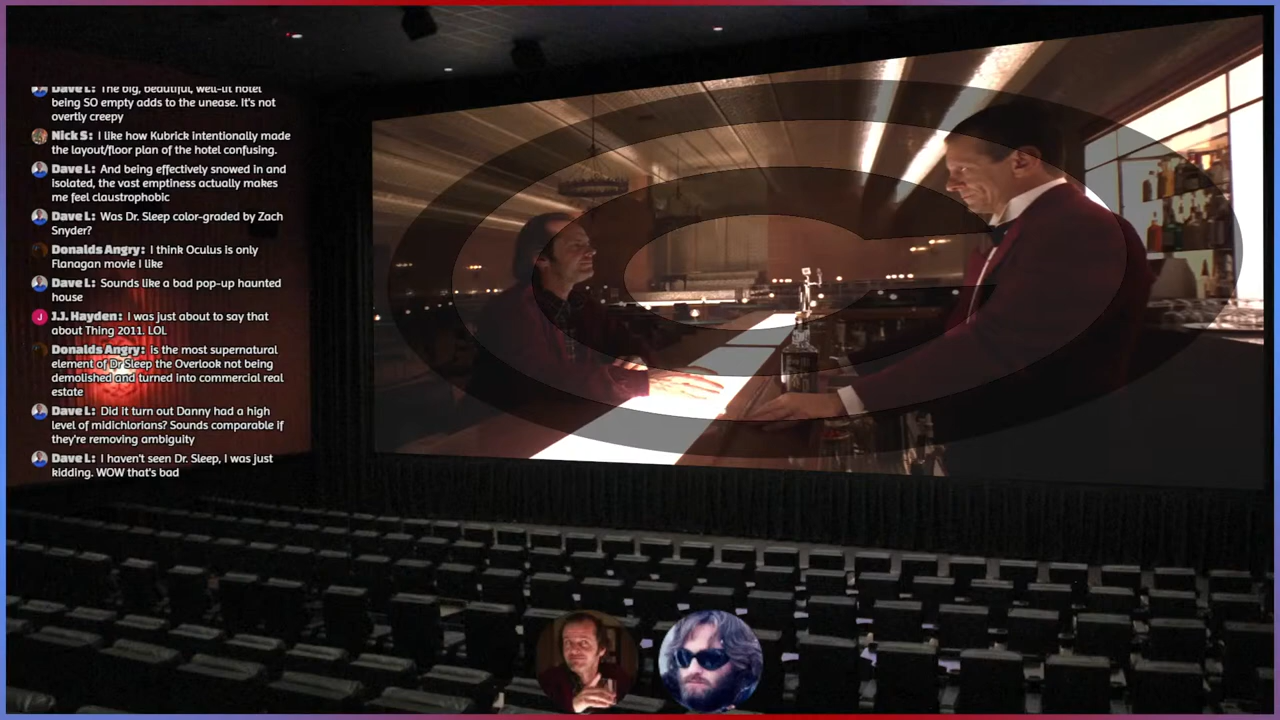 Dave L: The big, beautiful, well-lit hotel
being SO empty adds to the unease. It's not
overtly creepy
Nick S: I like how Kubrick intentionally made
the layout/floor plan of the hotel confusing.
Dave L: And being effectively snowed in and
isolated, the vast emptiness actually makes
me feel claustrophobic
Dave L: Was Dr. Sleep color-graded by Zach
Snyder?
Donalds Angry: I think Oculus is only
Flanagan movie I like
Dave L: Sounds like a bad pop-up haunted
house
J
J.J. Hayden: I was just about to say that
about Thing 2011. LOL
Donalds Angry: is the most supernatural
element of Dr Sleep the Overlook not being
demolished and turned into commercial real
estate
Dave L: Did it turn out Danny had a high
level of midichlorians? Sounds comparable if
they're removing ambiguity
Dave L: I haven't seen Dr. Sleep, I was just
kidding. WOW that's bad